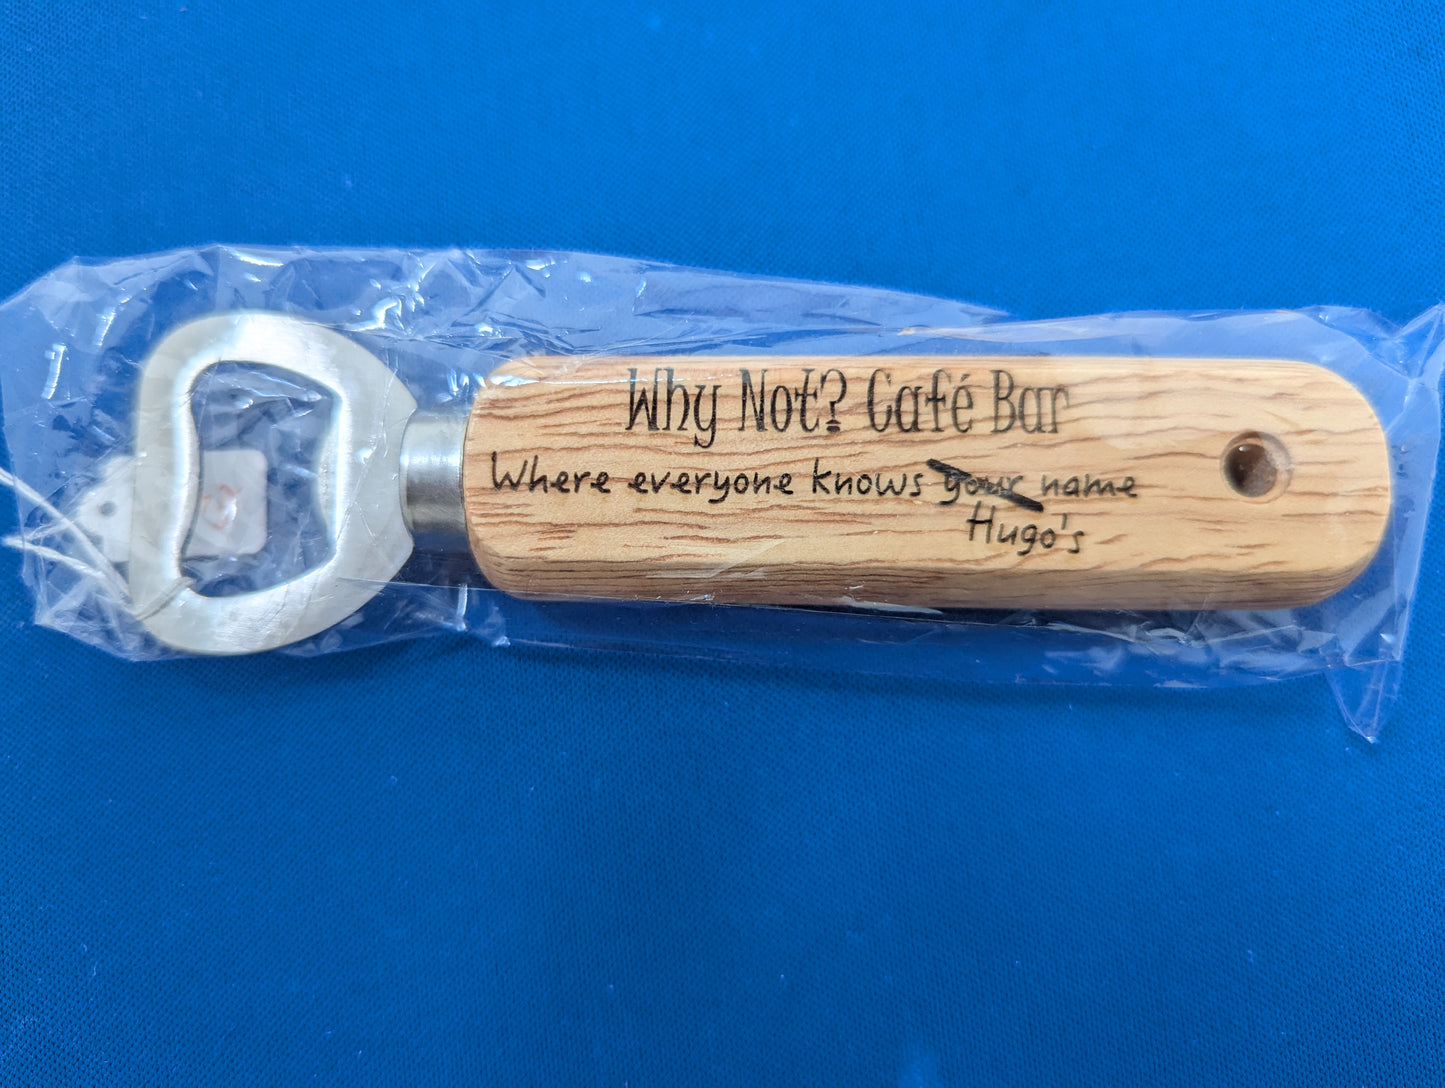 Why Not? Café Bar
Where everyone knows your name
Hugo's